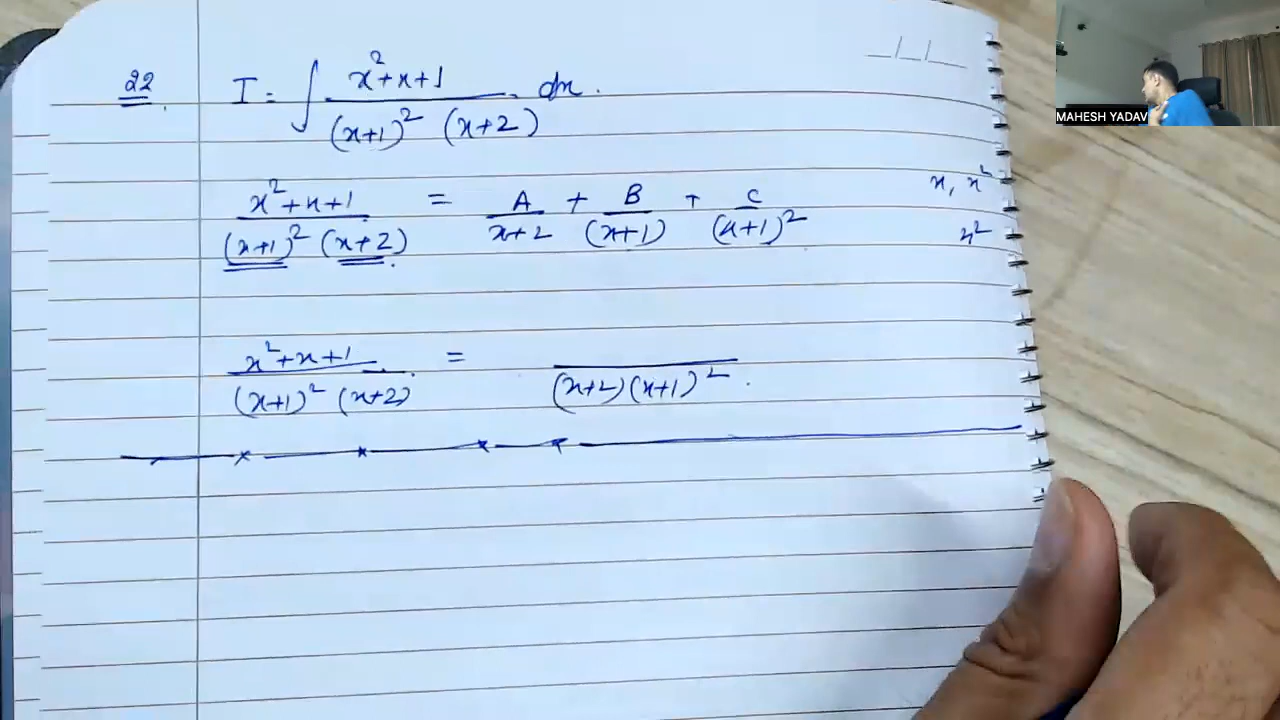 22. I = ∫ x²+x+1 / (x+1)² (x+2) dx.
x²+x+1 / (x+1)² (x+2) = A/x+2 + B/(x+1) + C/(x+1)²
x, x²
x²
x²+x+1 / (x+1)² (x+2) = / (x+2)(x+1)².
MAHESH YADAV